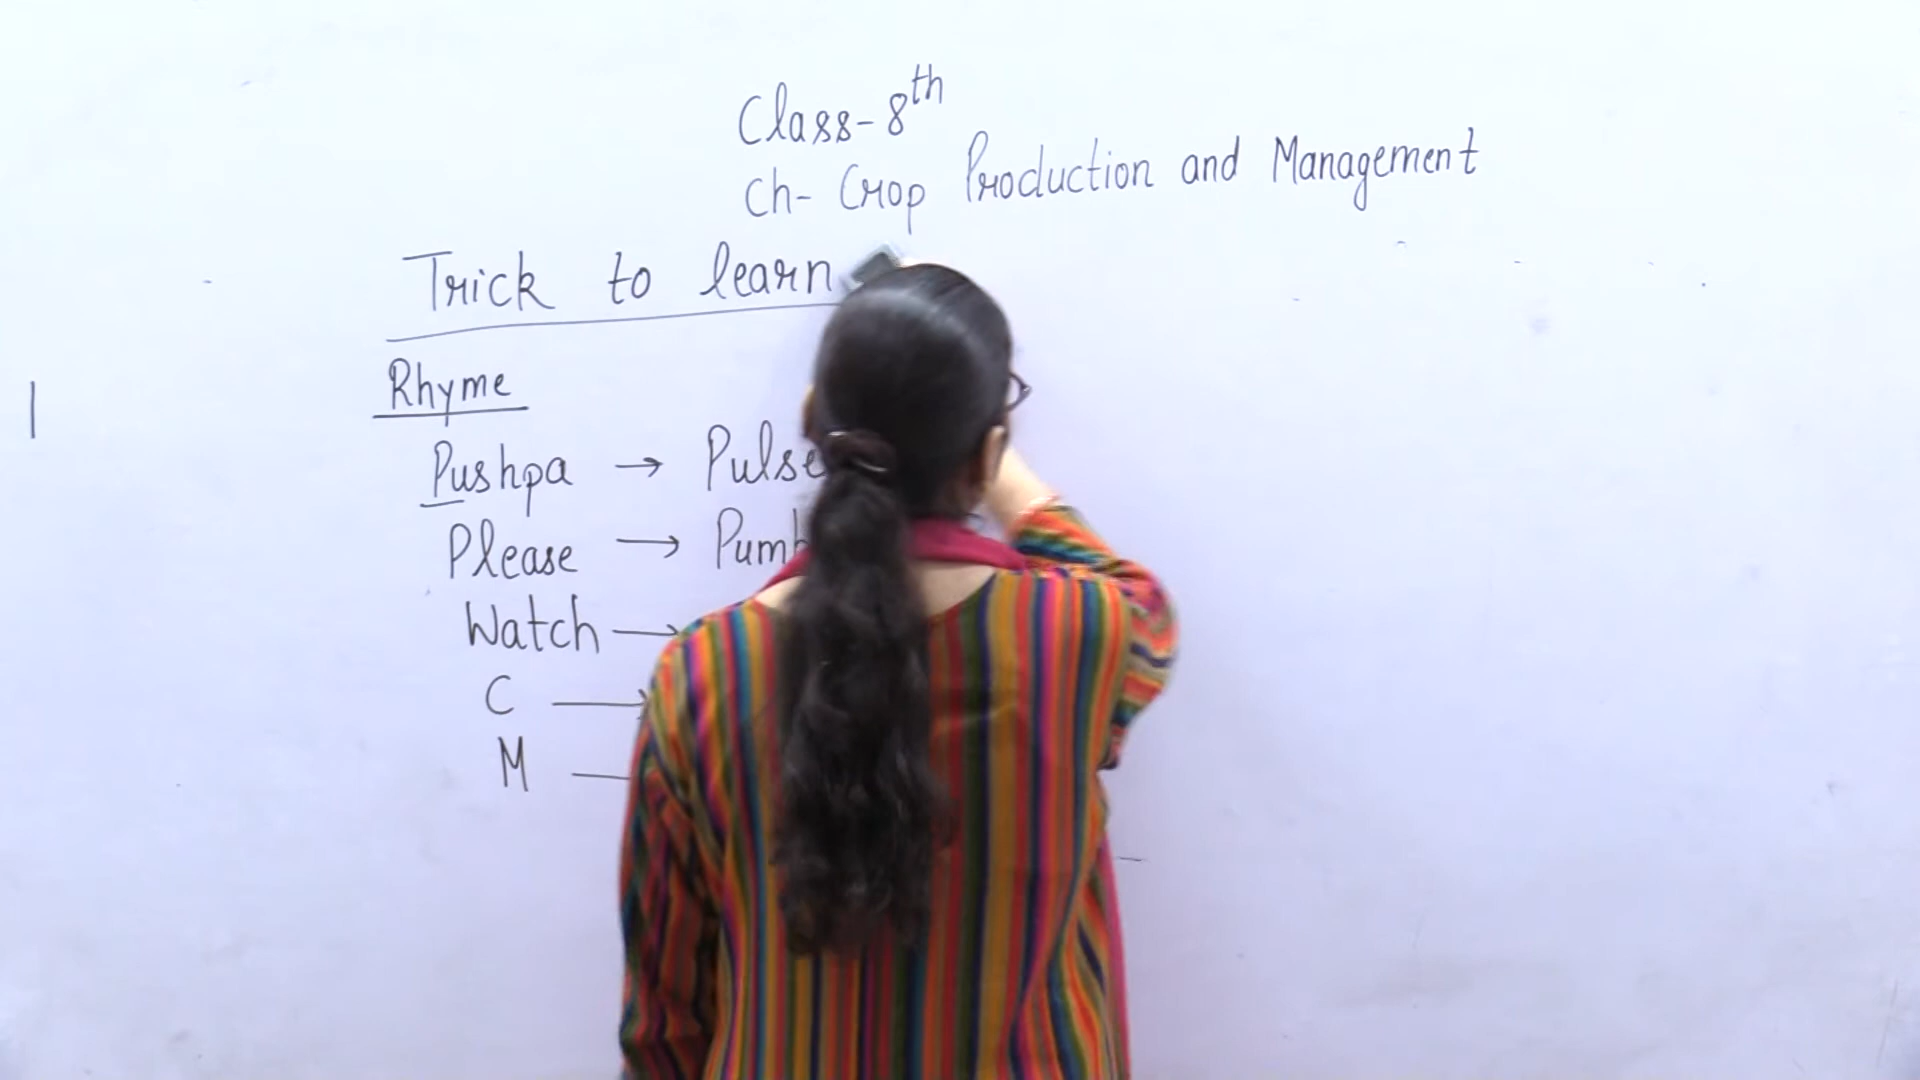 Class-8th
Ch- Crop Production and Management
Trick to learn
Rhyme
Pushpa → Pulse
Please →
Watch →
C →
M